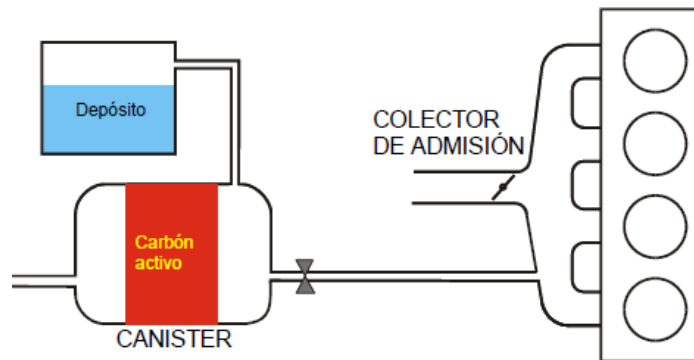 Depósito
COLECTOR
DE ADMISIÓN
Carbón
activo
CANISTER